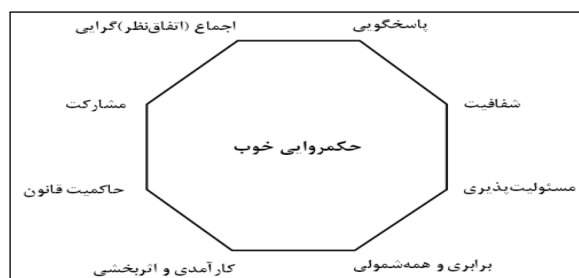 پاسخگویی
اجماع (اتفاق‌نظر)گرایی
شفافیت
مشارکت
حکمروایی خوب
مسئولیت‌پذیری
حاکمیت قانون
برابری و همه‌شمولی
کارآمدی و اثربخشی